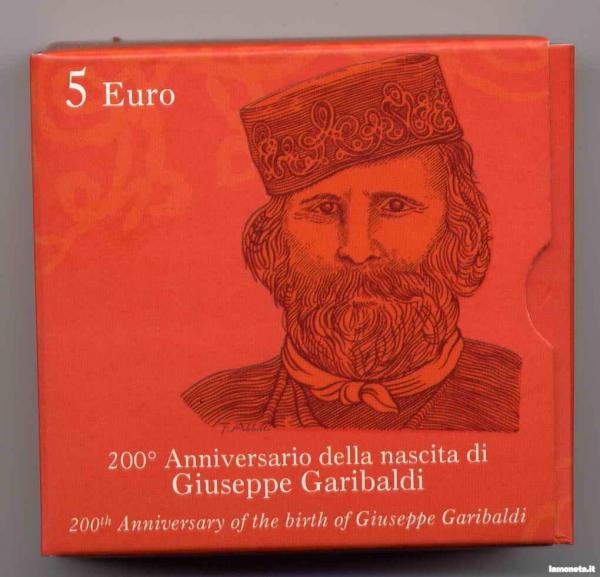 5 Euro
200° Anniversario della nascita di
Giuseppe Garibaldi
200th Anniversary of the birth of Giuseppe Garibaldi
lamoneta.it